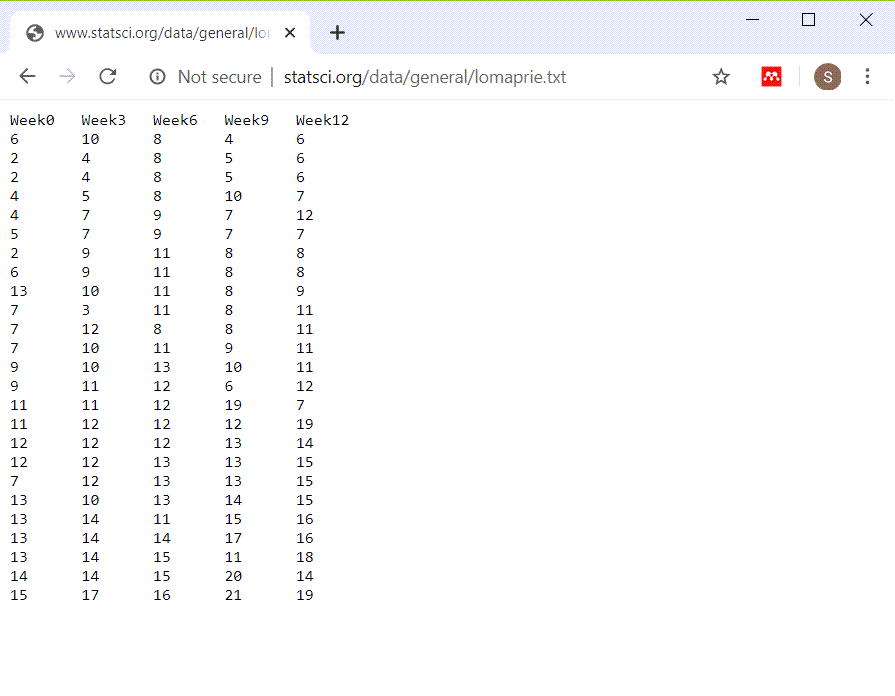 www.statsci.org/data/general/lo
Not secure | statsci.org/data/general/lomaprie.txt
S
Week0 Week3 Week6 Week9 Week12
6 10 8 4 6
2 4 8 5 6
2 4 8 5 6
4 5 8 10 7
4 7 9 7 12
5 7 9 7 7
2 9 11 8 8
6 9 11 8 8
13 10 11 8 9
7 3 11 8 11
7 12 8 8 11
7 10 11 9 11
9 10 13 10 11
9 11 12 6 12
11 11 12 19 7
11 12 12 12 19
12 12 12 13 14
12 12 13 13 15
7 12 13 13 15
13 10 13 14 15
13 14 11 15 16
13 14 14 17 16
13 14 15 11 18
14 14 15 20 14
15 17 16 21 19